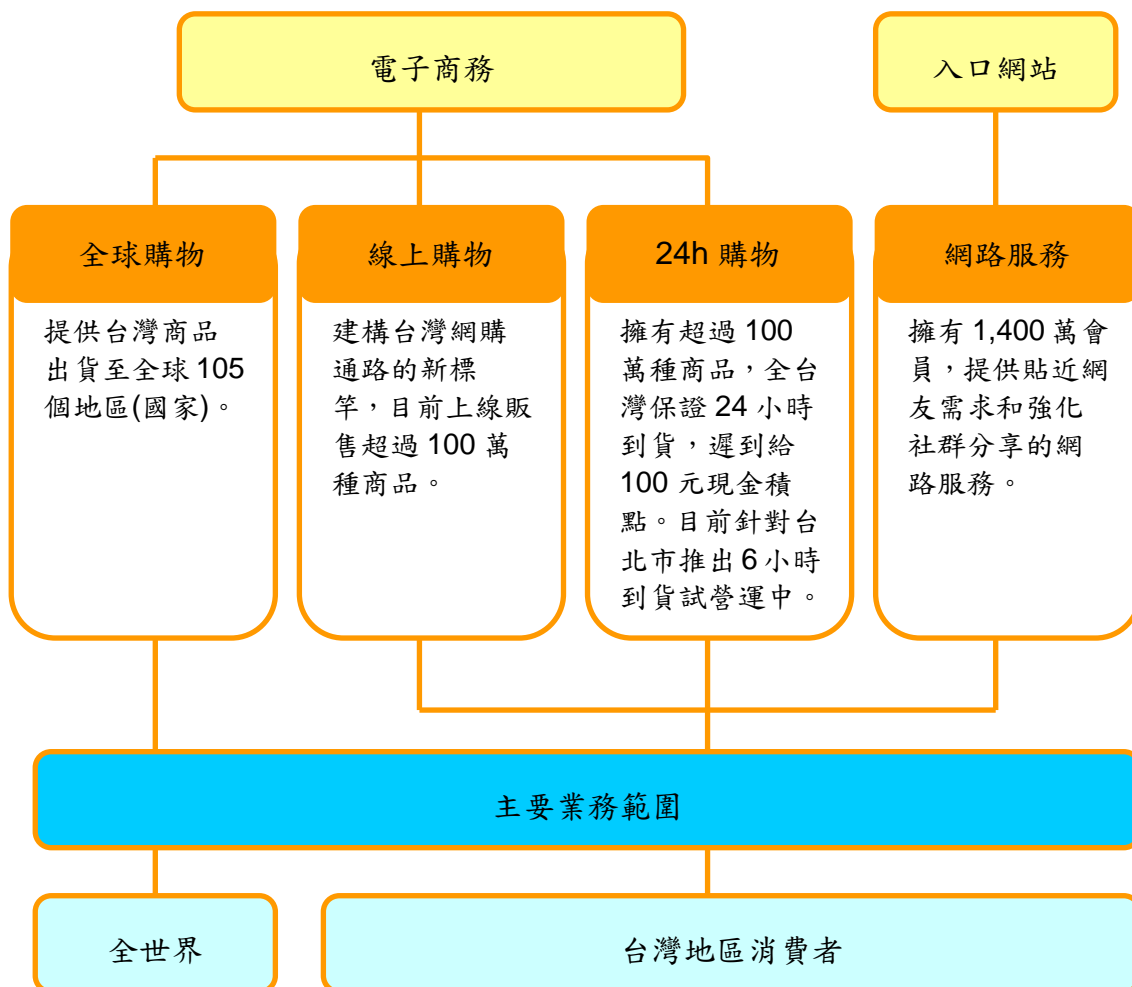 電子商務
入口網站
全球購物
提供台灣商品
出貨至全球 105
個地區(國家)。
線上購物
建構台灣網購
通路的新標
竿，目前上線販
售超過 100 萬
種商品。
24h 購物
擁有超過 100
萬種商品，全台
灣保證 24 小時
到貨，遲到給
100 元現金積
點。目前針對台
北市推出 6 小時
到貨試營運中。
網路服務
擁有 1,400 萬會
員，提供貼近網
友需求和強化
社群分享的網
路服務。
主要業務範圍
全世界
台灣地區消費者